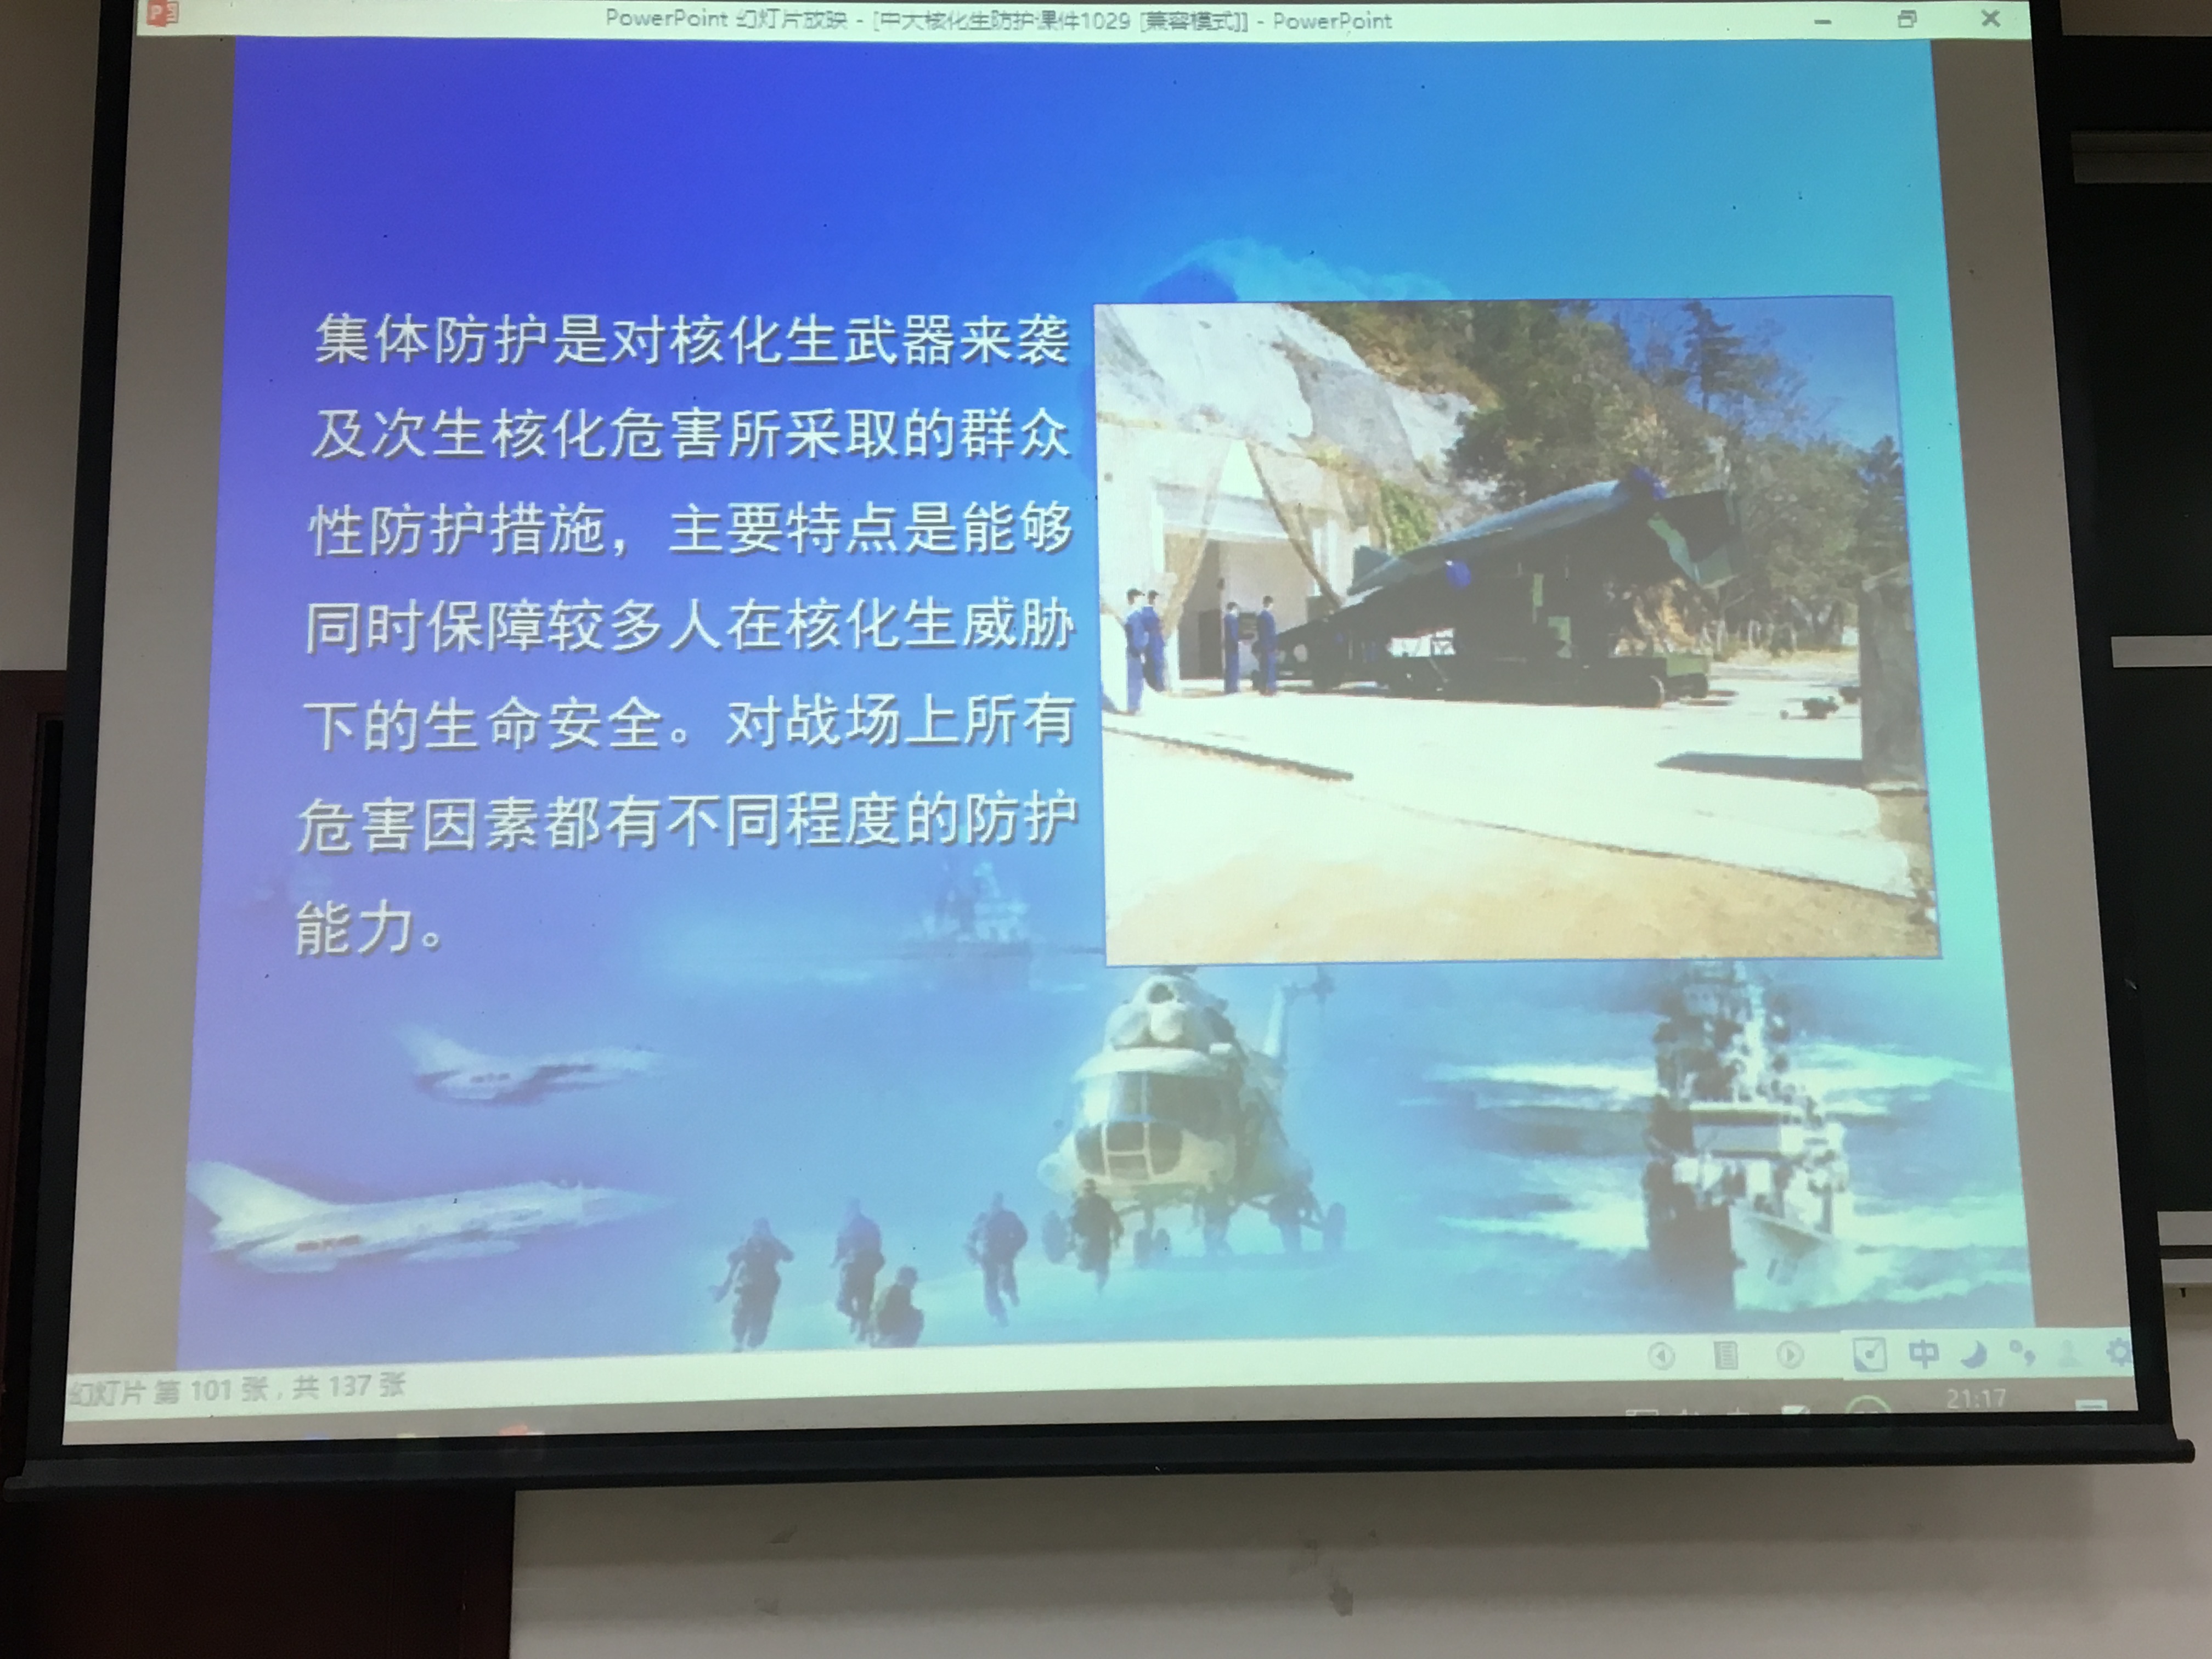 PowerPoint 幻灯片放映 - [中大核化生防护课件1029 [兼容模式]] - PowerPoint
集体防护是对核化生武器来袭
及次生核化危害所采取的群众
性防护措施，主要特点是能够
同时保障较多人在核化生威胁
下的生命安全。对战场上所有
危害因素都有不同程度的防护
能力。
中
幻灯片 第 101 张，共 137 张
21:17